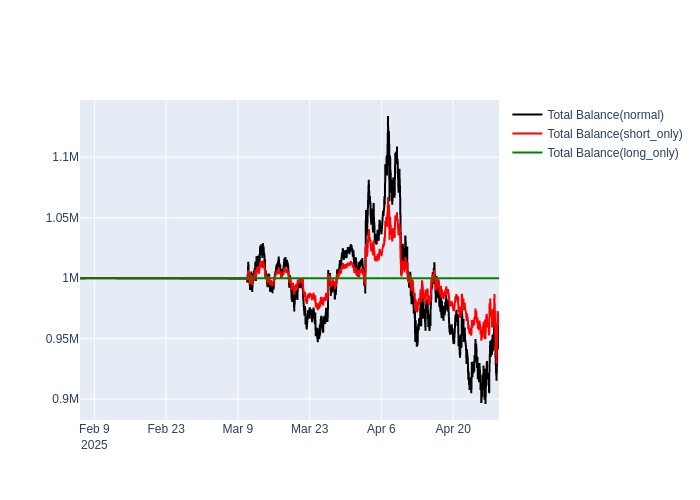 Total Balance(normal)
Total Balance(short_only)
Total Balance(long_only)
1.1M
1.05M
1M
0.95M
0.9M
Feb 9
2025
Feb 23
Mar 9
Mar 23
Apr 6
Apr 20